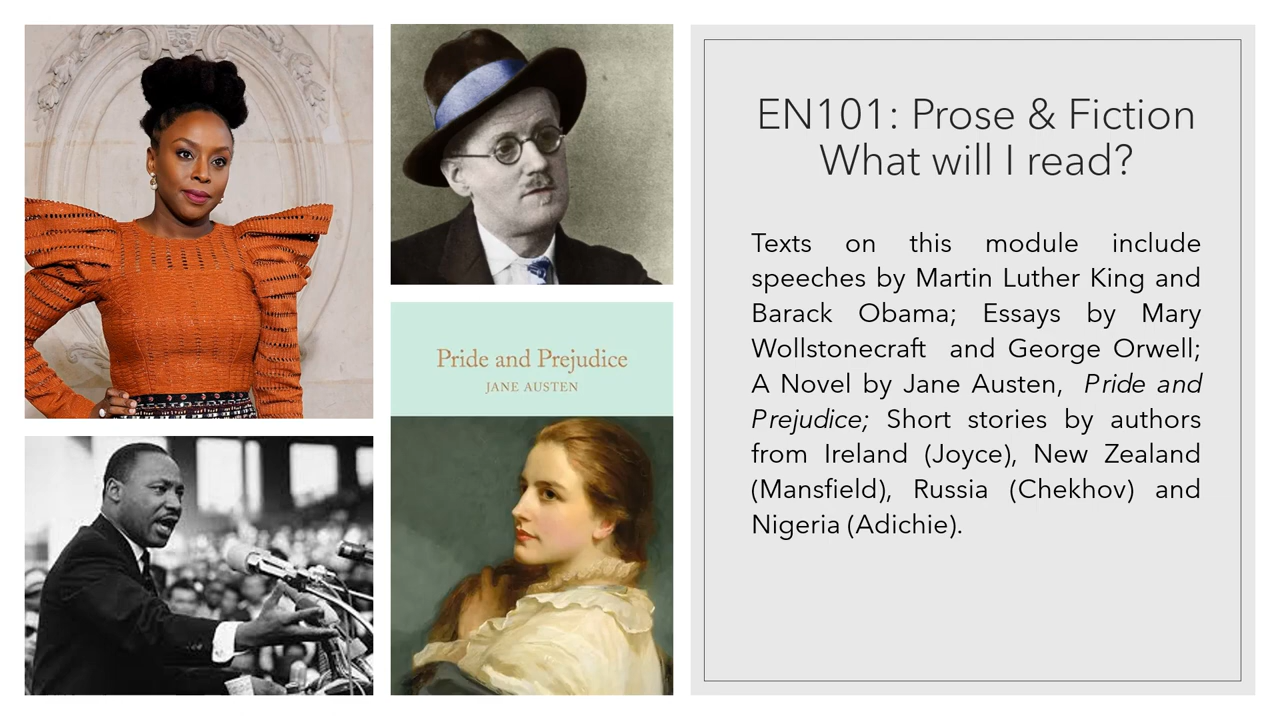 Pride and Prejudice
JANE AUSTEN
EN101: Prose & Fiction
What will I read?
Texts on this module include
speeches by Martin Luther King and
Barack Obama; Essays by Mary
Wollstonecraft and George Orwell;
A Novel by Jane Austen, Pride and
Prejudice; Short stories by authors
from Ireland (Joyce), New Zealand
(Mansfield), Russia (Chekhov) and
Nigeria (Adichie).